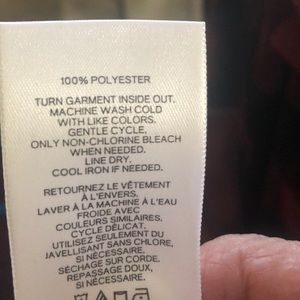 100% POLYESTER
TURN GARMENT INSIDE OUT.
MACHINE WASH COLD
WITH LIKE COLORS.
GENTLE CYCLE,
ONLY NON-CHLORINE BLEACH
WHEN NEEDED.
LINE DRY.
COOL IRON IF NEEDED.
RETOURNEZ LE VÊTEMENT
À L'ENVERS.
LAVER À LA MACHINE À L'EAU
FROIDE AVEC
COULEURS SIMILAIRES,
CYCLE DÉLICAT.
UTILISEZ SEULEMENT DU
JAVELLISANT SANS CHLORE,
SI NÉCESSAIRE.
SÉCHAGE SUR CORDE,
REPASSAGE DOUX,
SI NÉCESSAIRE.